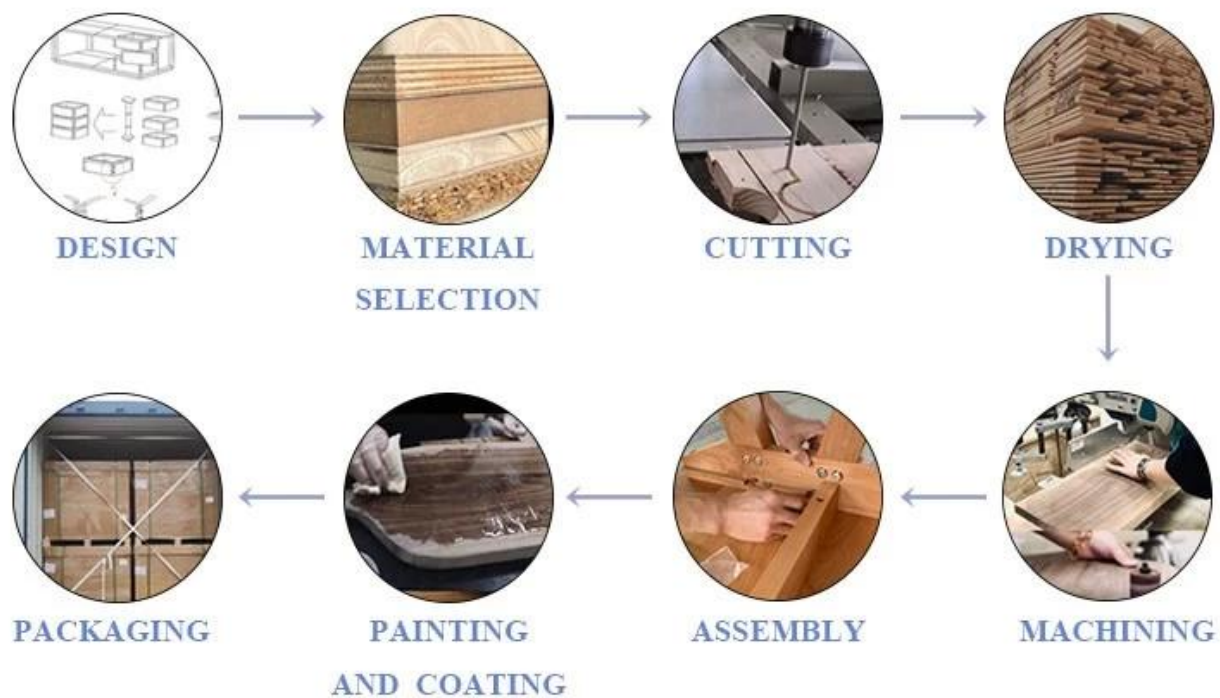 DESIGN
MATERIAL
SELECTION
CUTTING
DRYING
MACHINING
ASSEMBLY
PAINTING
AND COATING
PACKAGING